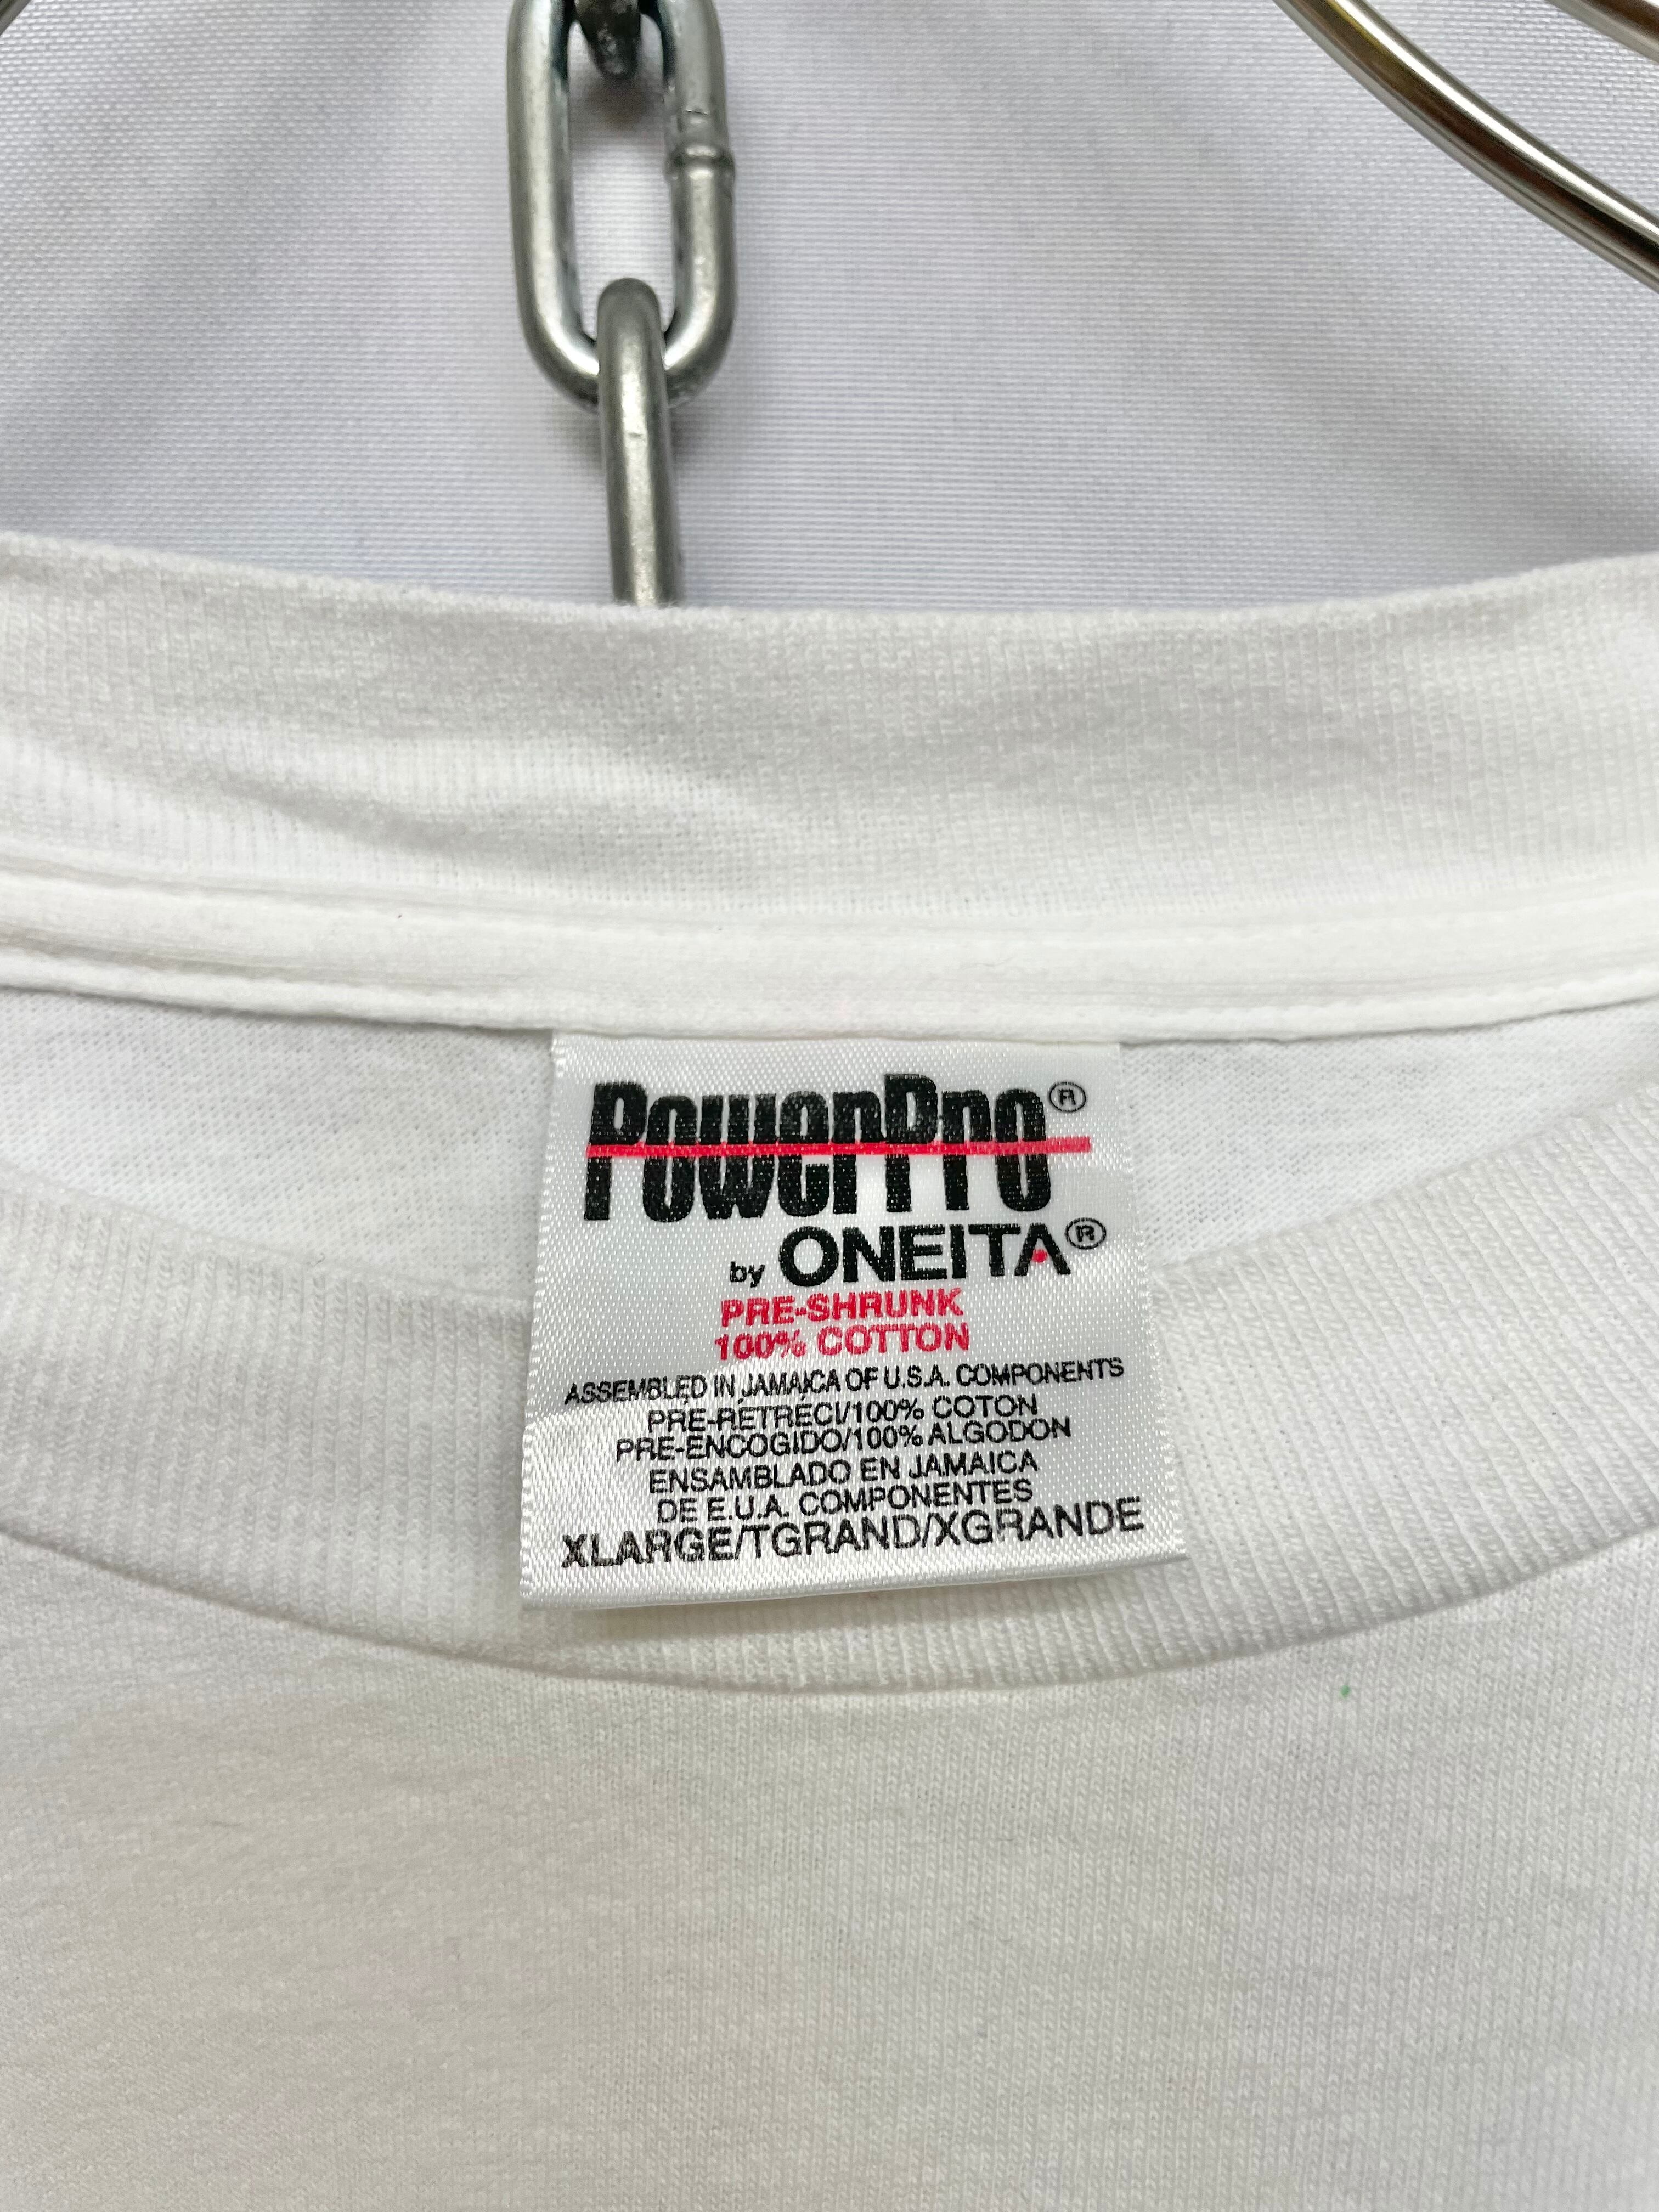 PowerPro®
by ONEITA®
PRE-SHRUNK
100% COTTON
ASSEMBLED IN JAMAICA OF U.S.A. COMPONENTS
PRE-RÉTRÉCI/100% COTON
PRE-ENCOGIDO/100% ALGODON
ENSAMBLADO EN JAMAICA
DE E.U.A. COMPONENTES
XLARGE/TGRAND/XGRANDE